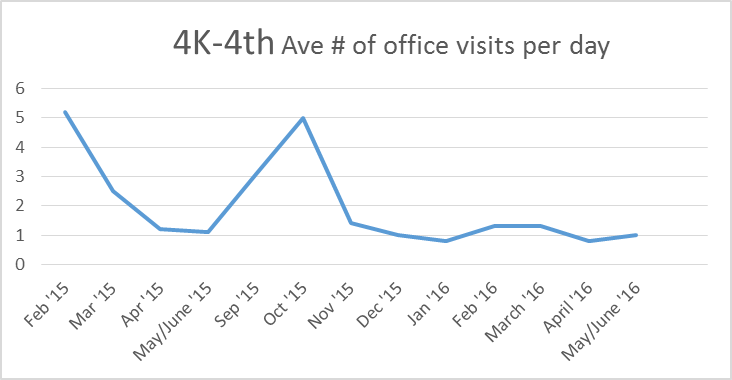 4K-4th Ave # of office visits per day
6
5
4
3
2
1
0
Feb '15
Mar '15
Apr '15
May/June '15
Sep '15
Oct '15
Nov '15
Dec '15
Jan '16
Feb '16
March '16
April '16
May/June '16